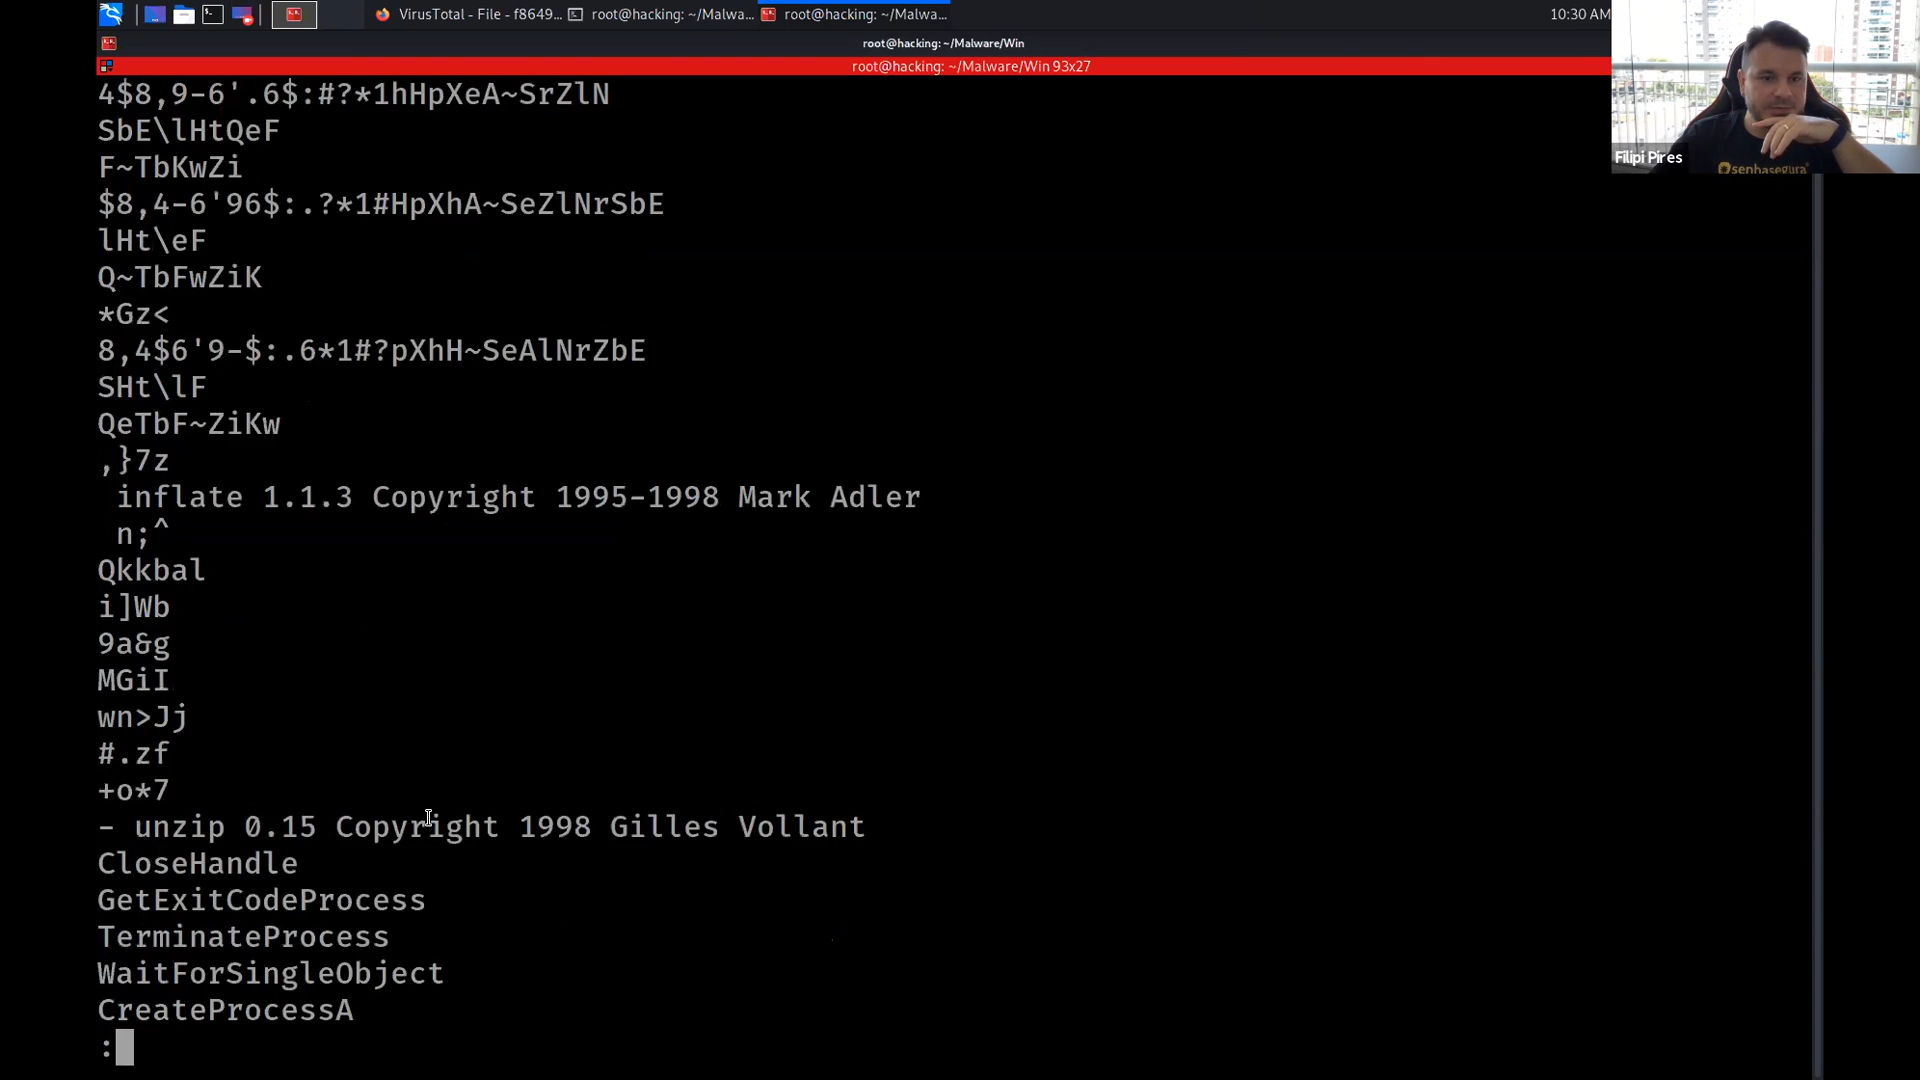 VirusTotal - File - f8649...
root@hacking: ~/Malwa...
root@hacking: ~/Malwa...
10:30 AM
root@hacking: ~/Malware/Win
root@hacking: ~/Malware/Win 93x27
4$8,9-6'.6$:#?*1hHpXeA~SrZlN
SbE\lHtQeF
F~TbKwZi
$8,4-6'96$:.?*1#HpXhA~SeZlNrSbE
lHt\eF
Q~TbFwZiK
*Gz<
8,4$6'9-$:.6*1#?pXhH~SeAlNrZbE
SHt\lF
QeTbF~ZiKw
,}7z
inflate 1.1.3 Copyright 1995-1998 Mark Adler
n;^
Qkkbal
i]Wb
9a&g
MGiI
wn>Jj
#.zf
+o*7
- unzip 0.15 Copyright 1998 Gilles Vollant
CloseHandle
GetExitCodeProcess
TerminateProcess
WaitForSingleObject
CreateProcessA
:
Filipi Pires
senhasegura